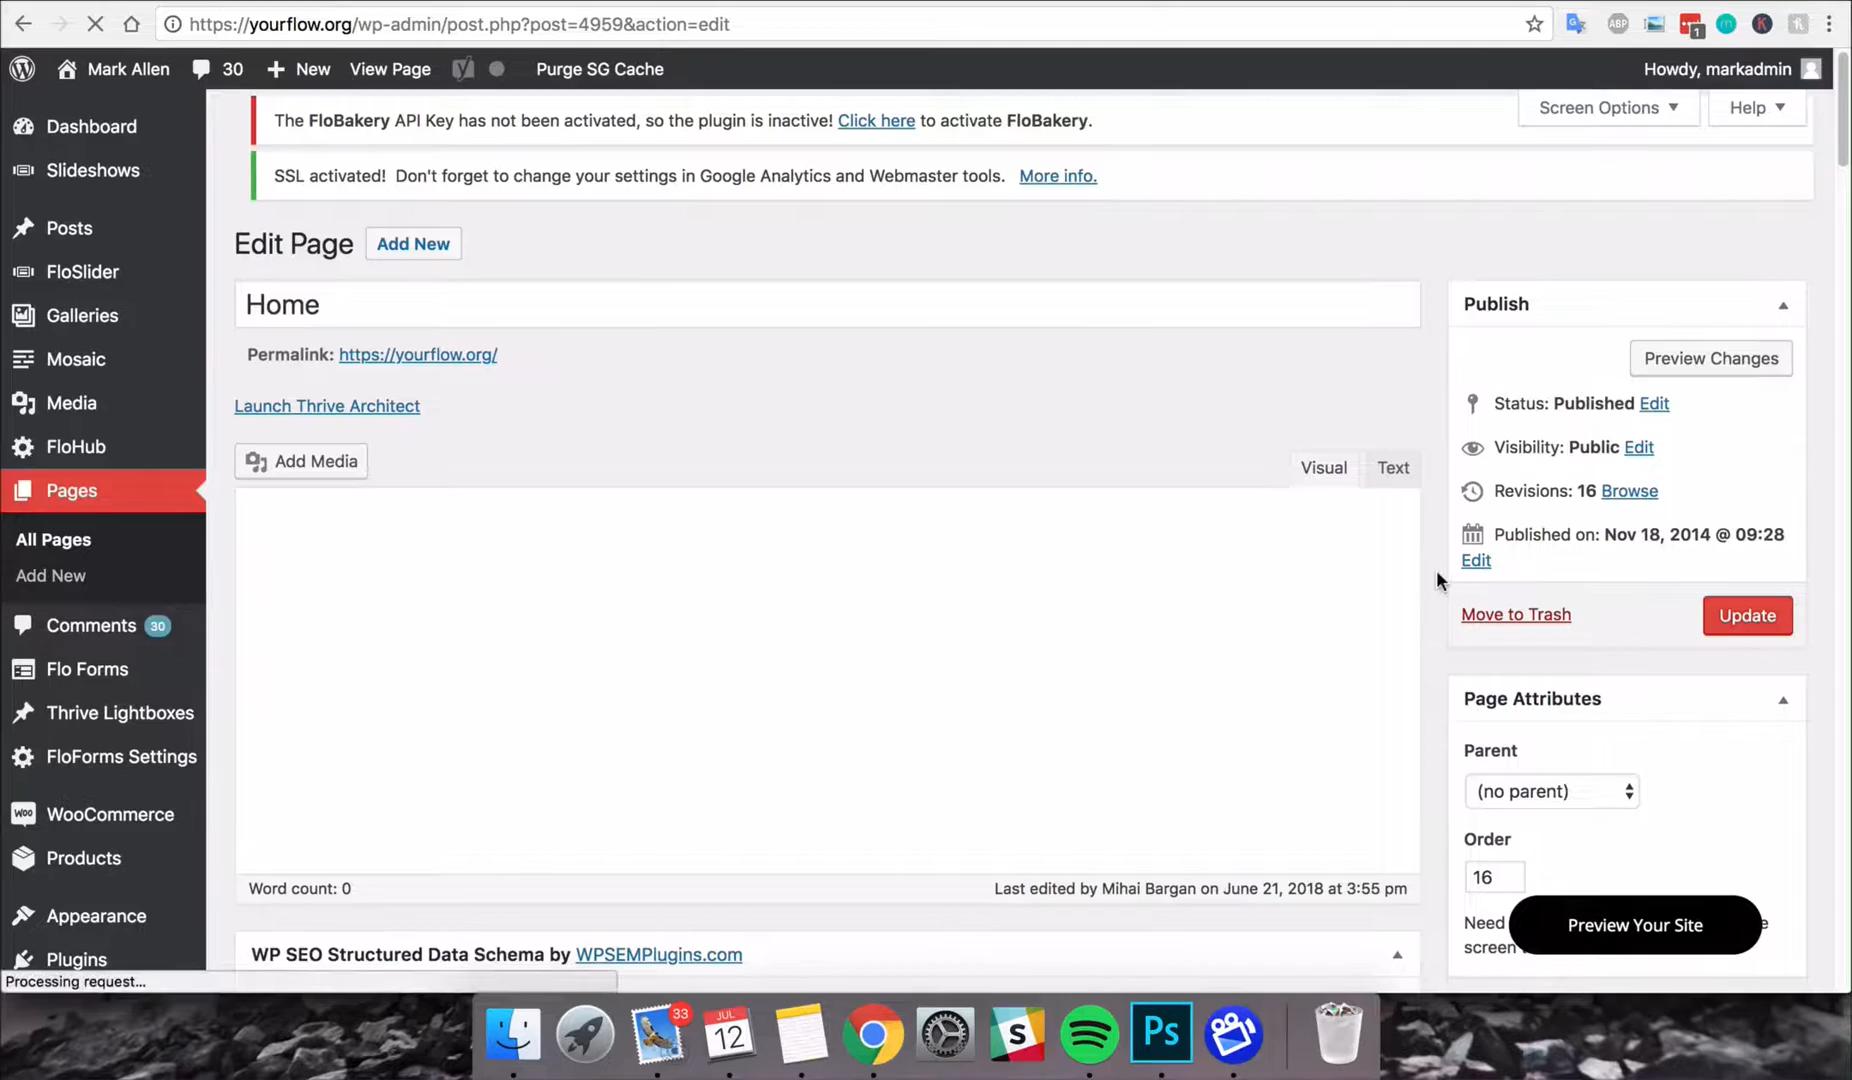 https://yourflow.org/wp-admin/post.php?post=4959&action=edit
ABP
1
m
K
Mark Allen
30
New
View Page
Purge SG Cache
Howdy, markadmin
Dashboard
Slideshows
Posts
FloSlider
Galleries
Mosaic
Media
FloHub
Pages
All Pages
Add New
Comments 30
Flo Forms
Thrive Lightboxes
FloForms Settings
WOO WooCommerce
Products
Appearance
Plugins
Processing request...
Screen Options
Help
The FloBakery API Key has not been activated, so the plugin is inactive! Click here to activate FloBakery.
SSL activated! Don't forget to change your settings in Google Analytics and Webmaster tools. More info.
Edit Page Add New
Home
Permalink: https://yourflow.org/
Launch Thrive Architect
Add Media
Visual
Text
Word count: 0
Last edited by Mihai Bargan on June 21, 2018 at 3:55 pm
WP SEO Structured Data Schema by WPSEMPlugins.com
Publish
Preview Changes
Status: Published Edit
Visibility: Public Edit
Revisions: 16 Browse
Published on: Nov 18, 2014 @ 09:28
Edit
Move to Trash
Update
Page Attributes
Parent
(no parent)
Order
16
Need
screen
Preview Your Site
33
JUL
12
S
Ps